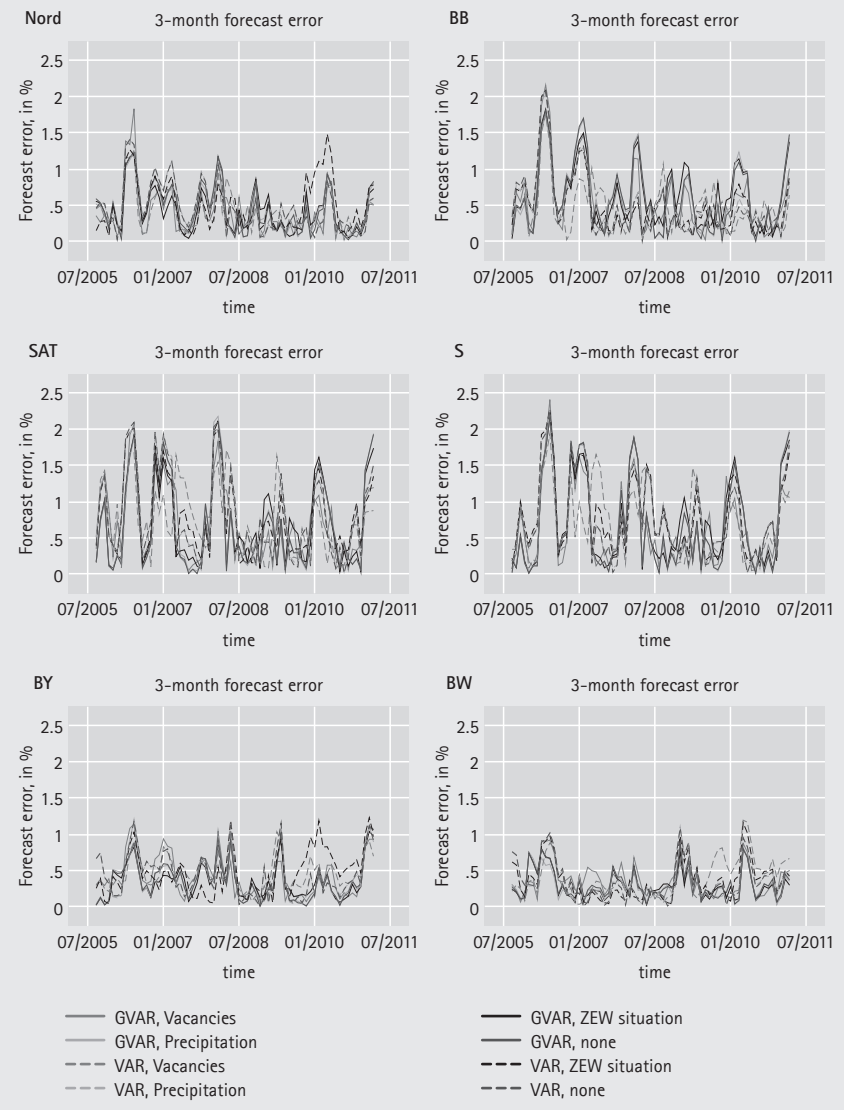 Nord 3-month forecast error
Forecast error, in %
2.5
2
1.5
1
.5
0
07/2005 01/2007 07/2008 01/2010 07/2011
time
BB 3-month forecast error
Forecast error, in %
2.5
2
1.5
1
.5
0
07/2005 01/2007 07/2008 01/2010 07/2011
time
SAT 3-month forecast error
Forecast error, in %
2.5
2
1.5
1
.5
0
07/2005 01/2007 07/2008 01/2010 07/2011
time
S 3-month forecast error
Forecast error, in %
2.5
2
1.5
1
.5
0
07/2005 01/2007 07/2008 01/2010 07/2011
time
BY 3-month forecast error
Forecast error, in %
2.5
2
1.5
1
.5
0
07/2005 01/2007 07/2008 01/2010 07/2011
time
BW 3-month forecast error
Forecast error, in %
2.5
2
1.5
1
.5
0
07/2005 01/2007 07/2008 01/2010 07/2011
time
GVAR, Vacancies
GVAR, Precipitation
VAR, Vacancies
VAR, Precipitation
GVAR, ZEW situation
GVAR, none
VAR, ZEW situation
VAR, none